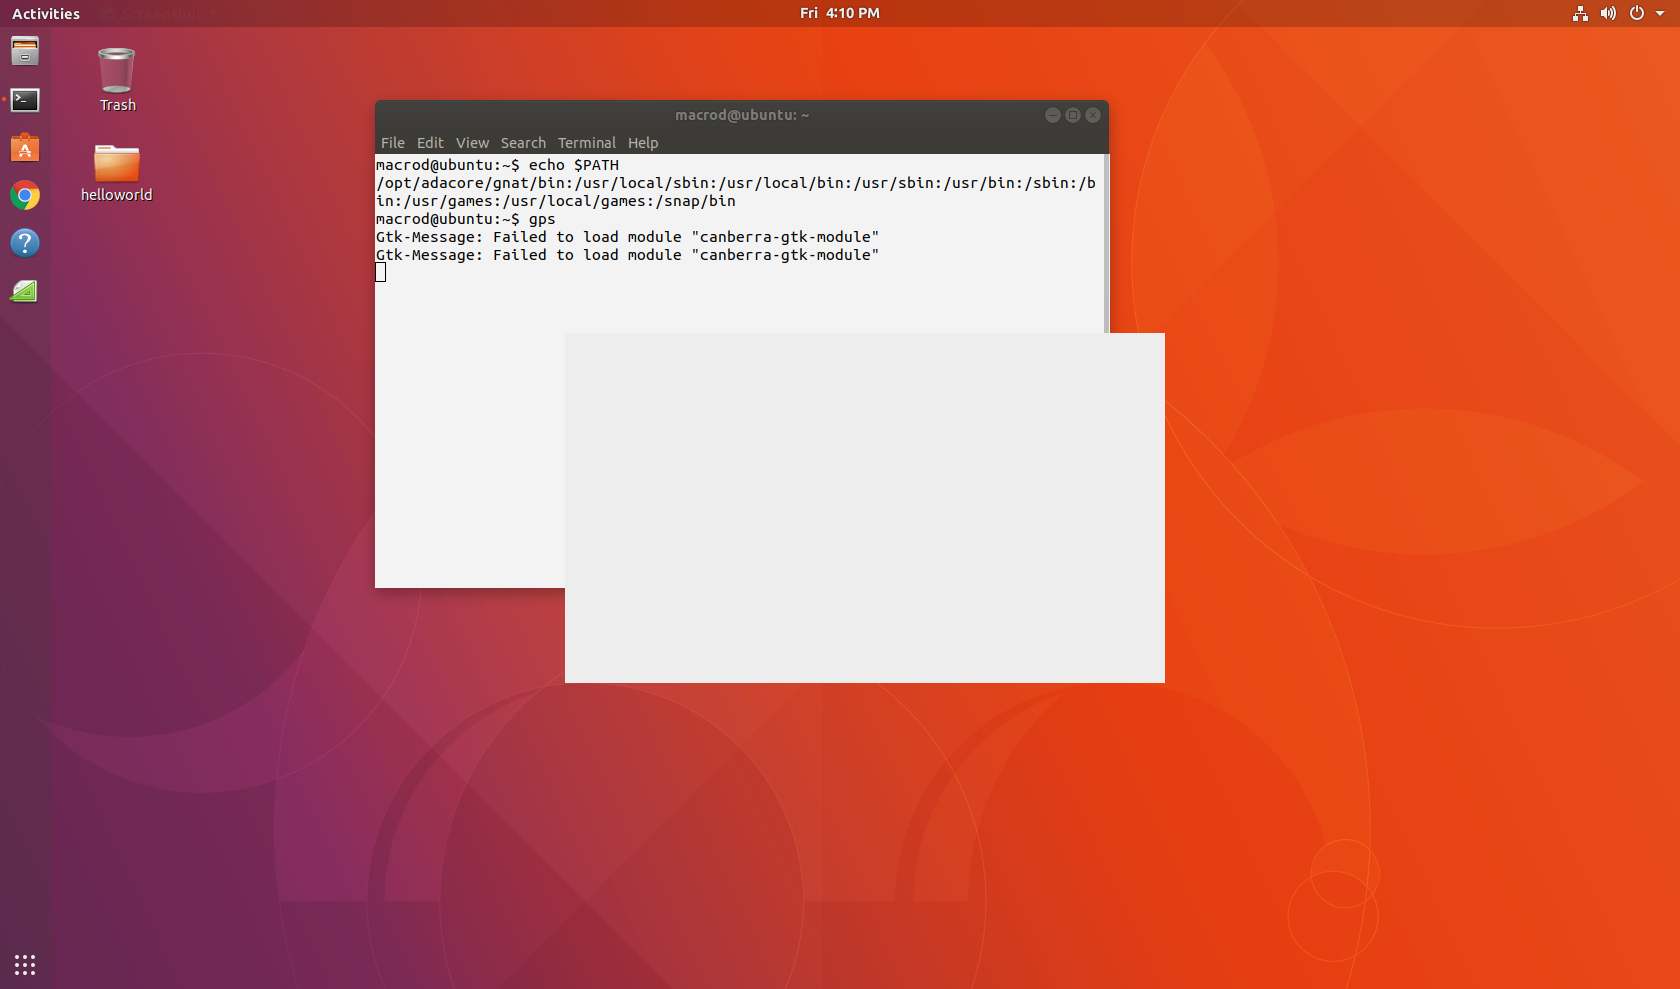 Activities
Screenshot
Fri 4:10 PM
Trash
helloworld
macrod@ubuntu: ~
File Edit View Search Terminal Help
macrod@ubuntu:~$ echo $PATH
/opt/adacore/gnat/bin:/usr/local/sbin:/usr/local/bin:/usr/sbin:/usr/bin:/sbin:/b
in:/usr/games:/usr/local/games:/snap/bin
macrod@ubuntu:~$ gps
Gtk-Message: Failed to load module "canberra-gtk-module"
Gtk-Message: Failed to load module "canberra-gtk-module"